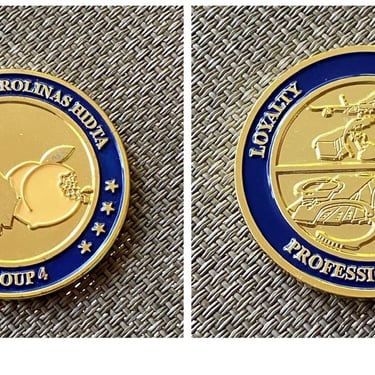 ROLINAS HIDTA
OUP 4
LOYALTY
PROFESSI